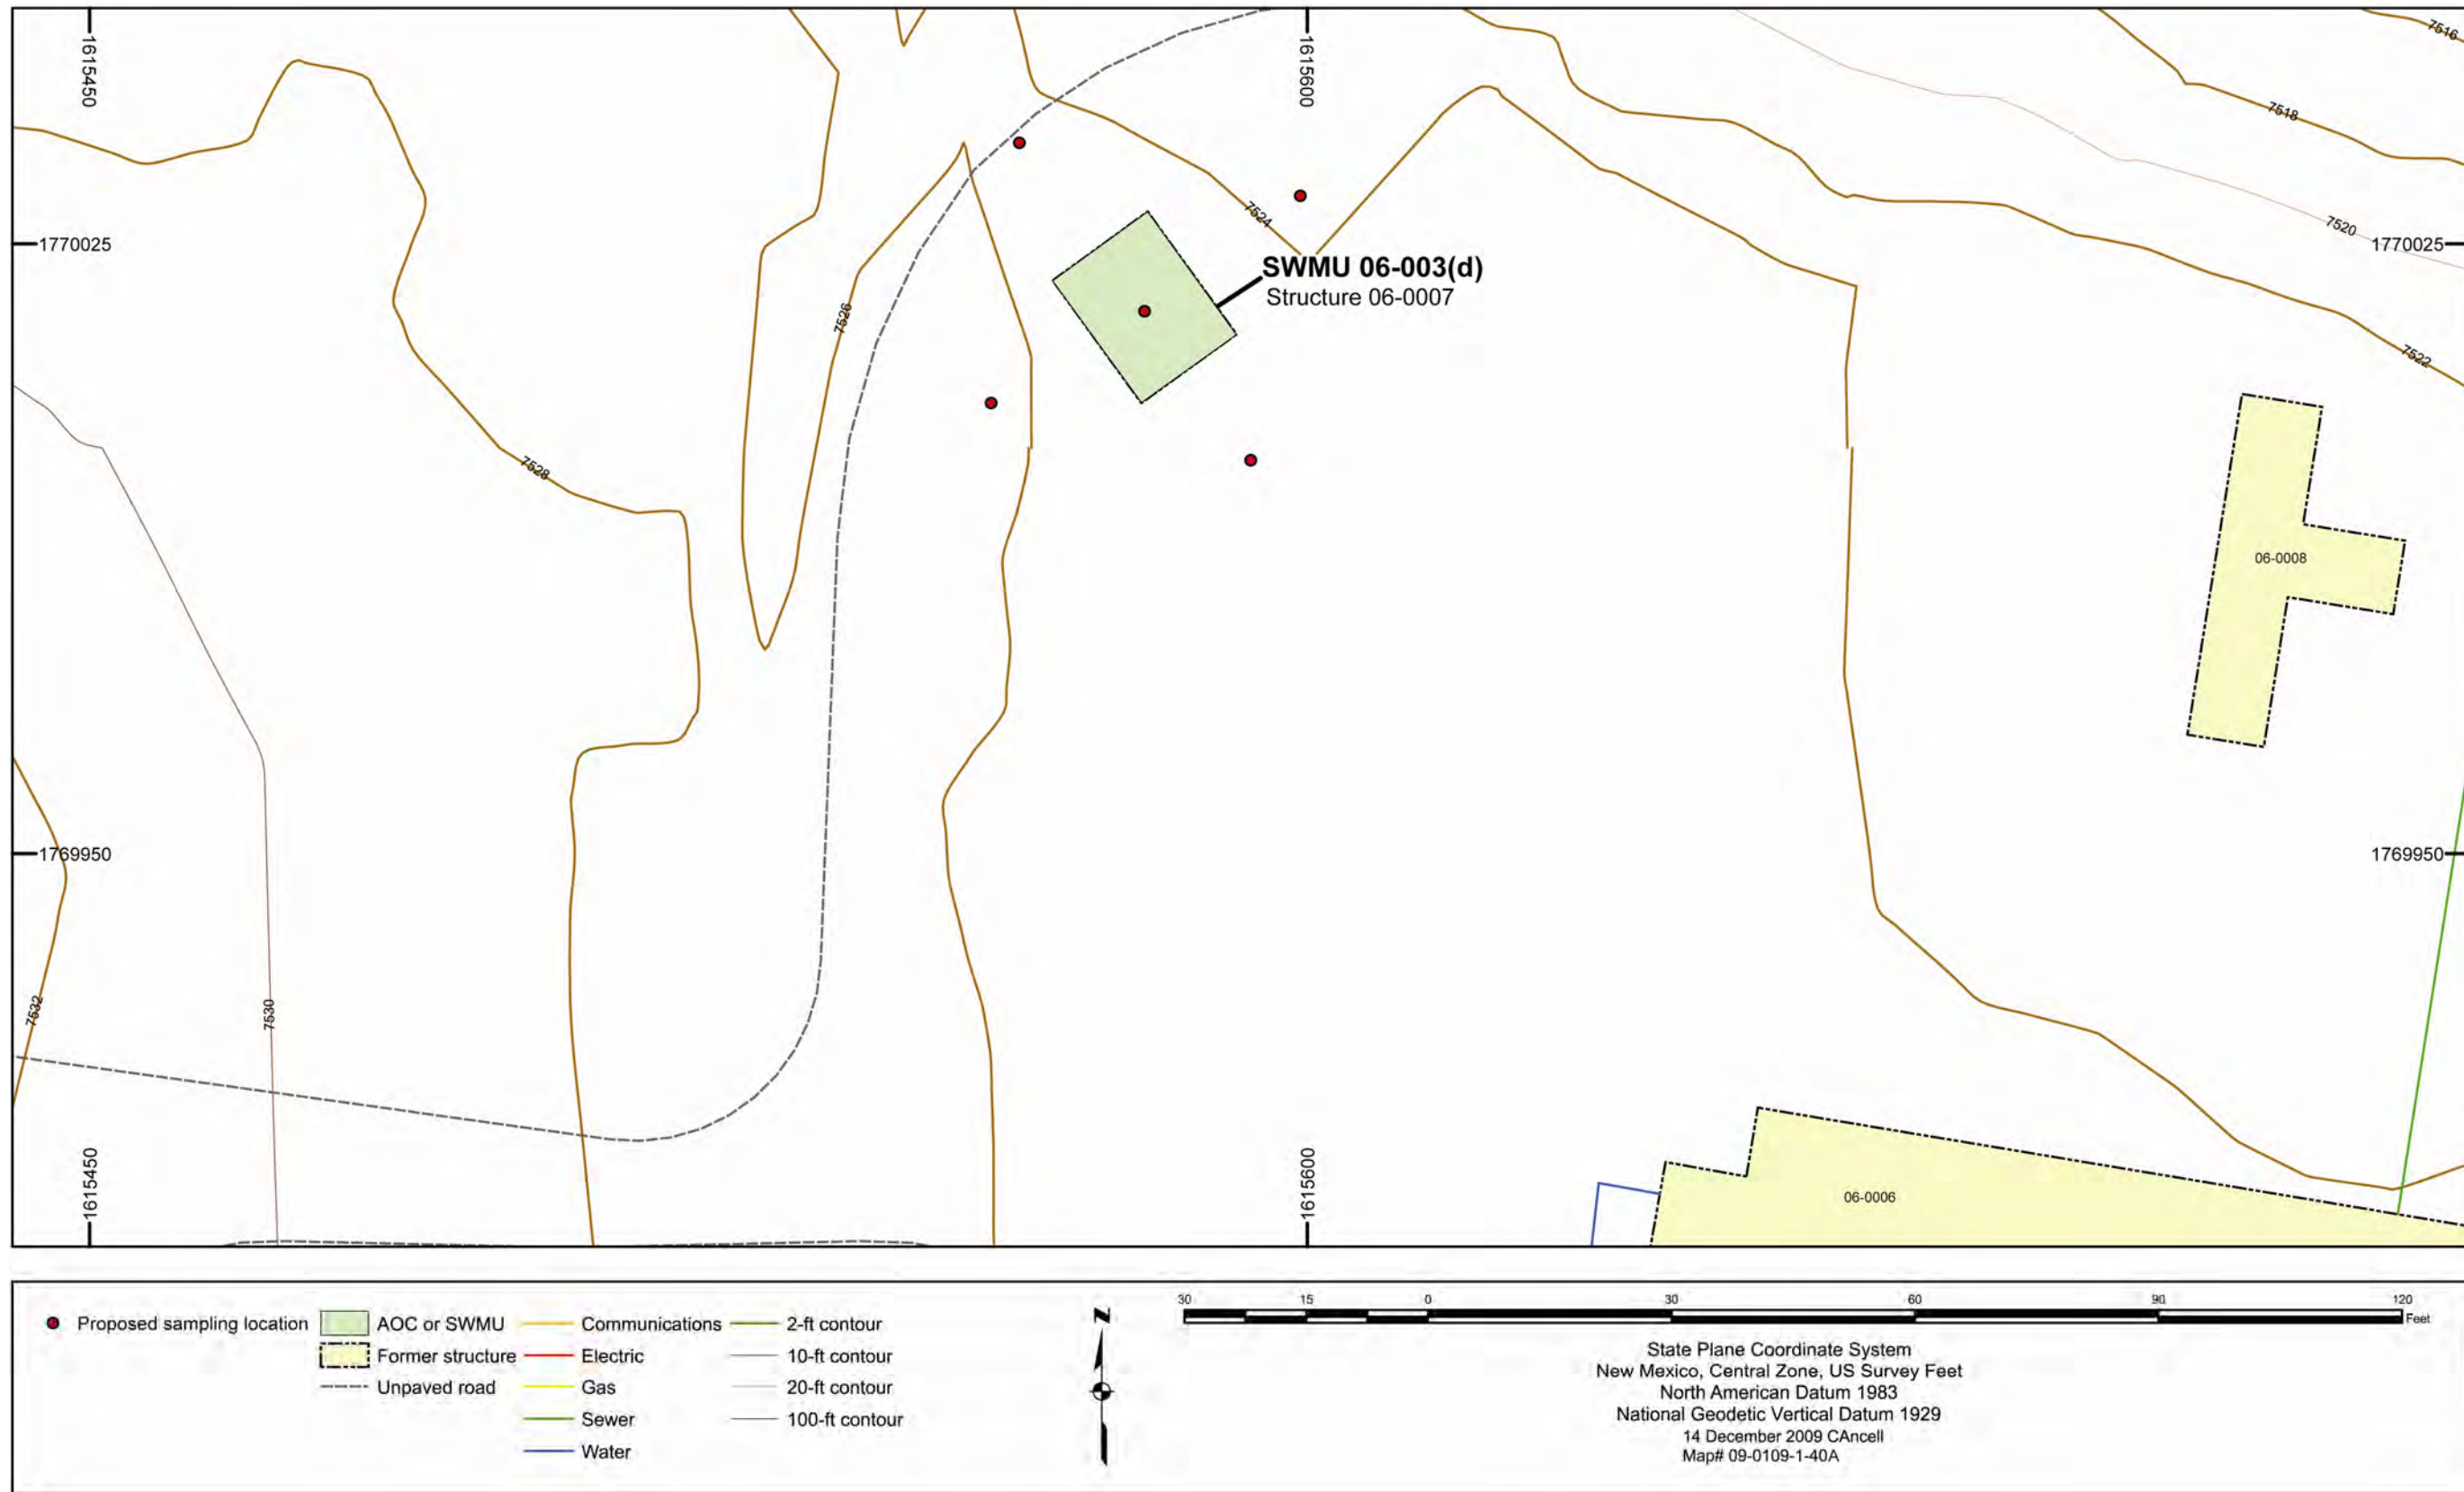 1615450
1615600
7516
7518
7520
7522
7524
7526
7528
7530
7532
1770025
1770025
SWMU 06-003(d)
Structure 06-0007
06-0008
1769950
1769950
06-0006
1615450
1615600
Proposed sampling location
AOC or SWMU
Former structure
Unpaved road
Communications
Electric
Gas
Sewer
Water
2-ft contour
10-ft contour
20-ft contour
100-ft contour
N
30 15 0 30 60 90 120
Feet
State Plane Coordinate System
New Mexico, Central Zone, US Survey Feet
North American Datum 1983
National Geodetic Vertical Datum 1929
14 December 2009 CAncell
Map# 09-0109-1-40A